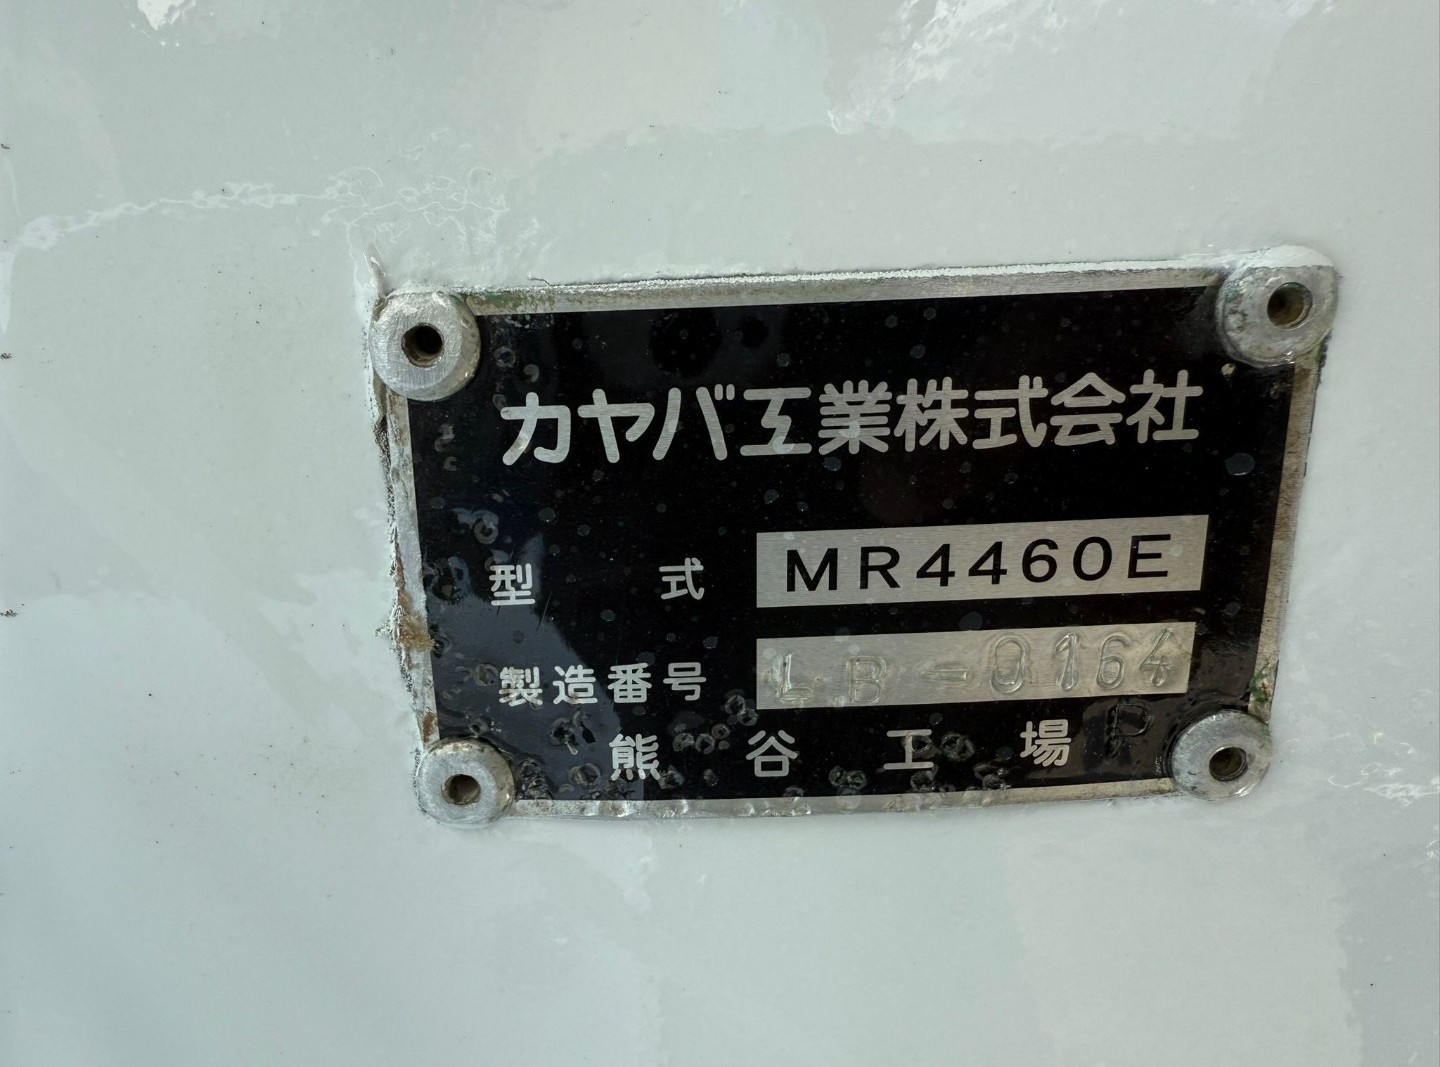 カヤバ工業株式会社
型式 MR4460E
製造番号 LB-0164
熊谷工場 P